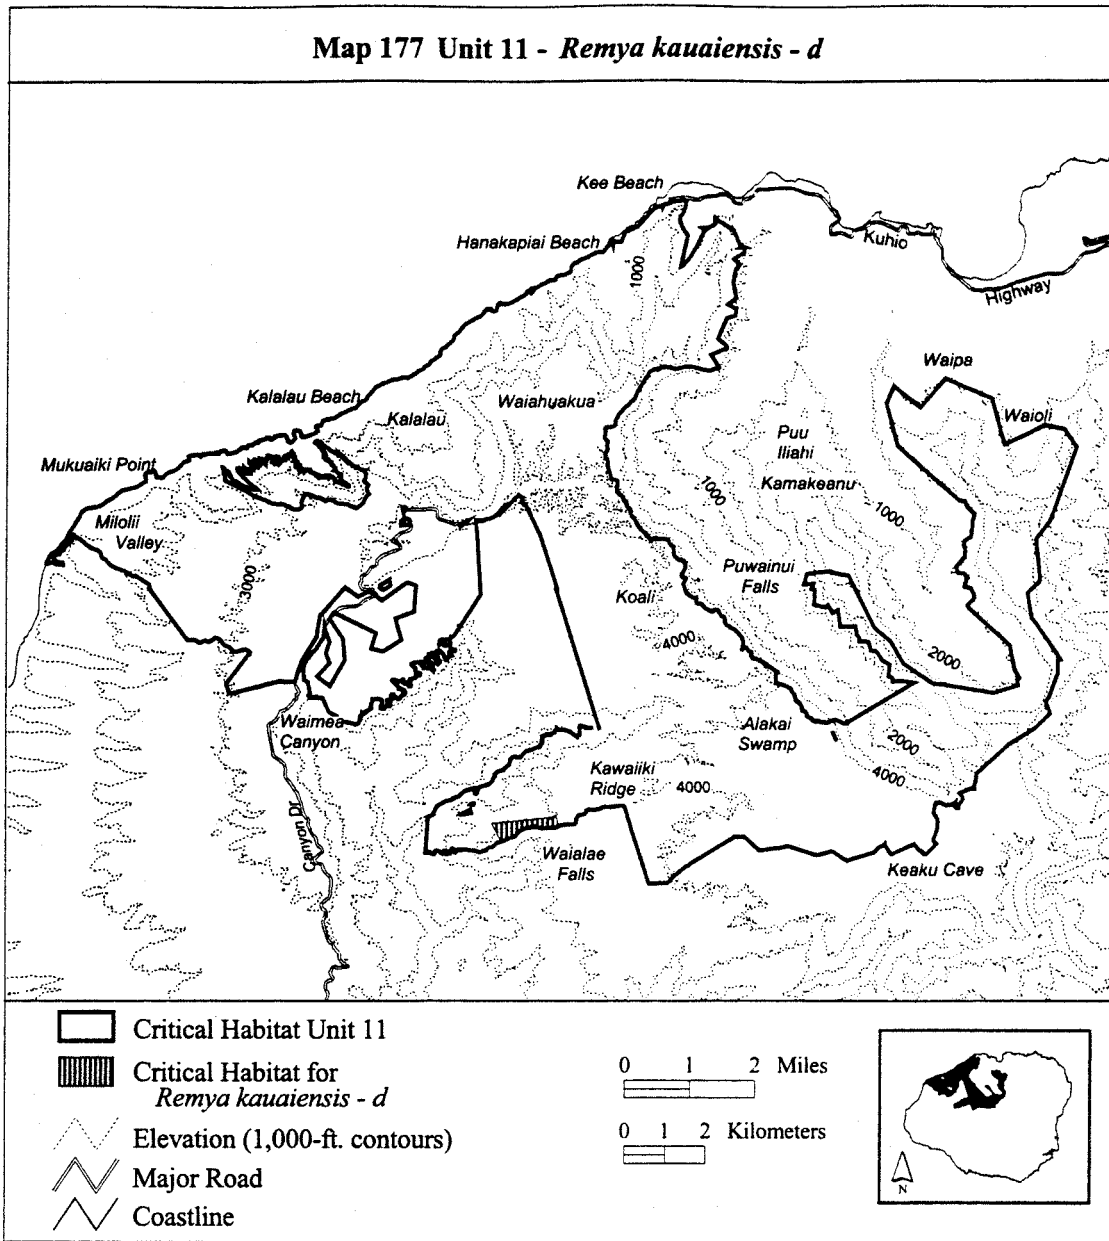 Map 177 Unit 11 - Remya kauaiensis - d
Kee Beach
Hanakapiai Beach
Kuhio
Highway
1000
Waipa
Kalalau Beach
Waiahuakua
Waioli
Kalalau
Puu
Iliahi
Mukuaiki Point
Kamakeanu
1000
1000
Milolii
Valley
Puwainui
Falls
3000
Koali
4000
2000
Waimea
Canyon
Alakai
Swamp
2000
Kawaiiki
Ridge
4000
4000
Canyon Dr
Waialae
Falls
Keaku Cave
Critical Habitat Unit 11
Critical Habitat for
Remya kauaiensis - d
Elevation (1,000-ft. contours)
Major Road
Coastline
0 1 2 Miles
0 1 2 Kilometers
N